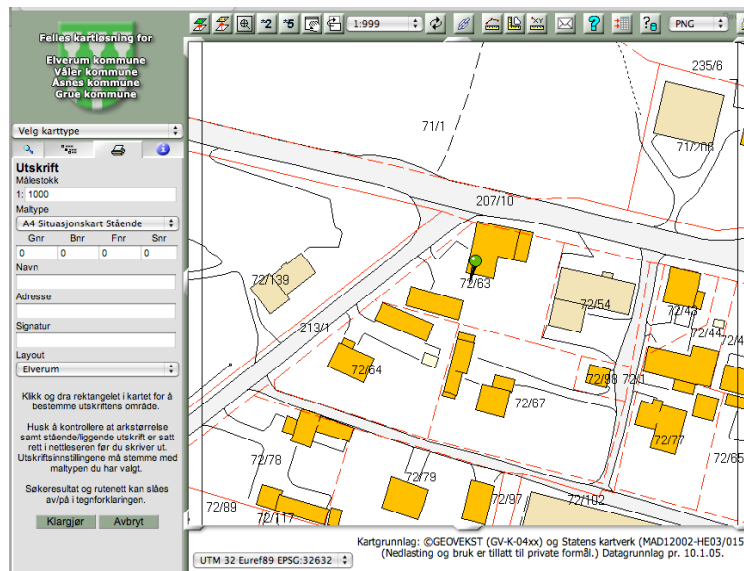 Felles kartløsning for
Elverum kommune
Våler kommune
Åsnes kommune
Grue kommune
Velg karttype
Utskrift
Målestokk
1: 1000
Maltype
A4 Situasjonskart Stående
Gnr Bnr Fnr Snr
0 0 0 0
Navn
Adresse
Signatur
Layout
Elverum
Klikk og dra rektangelet i kartet for å
bestemme utskriftens område.
Husk å kontrollere at arkstørrelse
samt stående/liggende utskrift er satt
rett i nettleseren før du skriver ut.
Utskriftsinnstillingene må stemme med
maltypen du har valgt.
Søkeresultat og rutenett kan slåes
av/på i tegnforklaringen.
Klargjør Avbryt
2 5 1:999 XY ? ? PNG
235/6
71/1
207/10
72/63
72/139
72/54
72/43
213/1
72/44
72/64
72/98
72/67
72/77
72/78
72/65
72/79
72/89
72/97
72/102
72/117
Kartgrunnlag: ©GEOVEKST (GV-K-04xx) og Statens kartverk (MAD12002-HE03/015
(Nedlasting og bruk er tillatt til private formål.) Datagrunnlag pr. 10.1.05.
UTM 32 Euref89 EPSG:32632